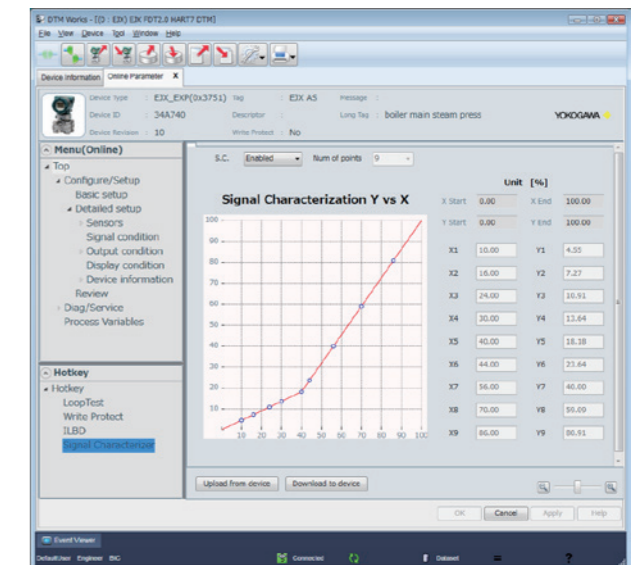 DTM Works - [(D : EJX) EJX FDT2.0 HART7 DTM]
File View Device Tool Window Help
Device Information Online Parameter X
Device Type : EJX_EXP(0x3751) Tag : EJX AS Message :
Device ID : 34A740 Descriptor : Long Tag : boiler main steam press YOKOGAWA
Device Revision : 10 Write Protect : No
Menu(Online)
Top
Configure/Setup
Basic setup
Detailed setup
Sensors
Signal condition
Output condition
Display condition
Device information
Review
Diag/Service
Process Variables
Hotkey
Hotkey
LoopTest
Write Protect
ILBD
Signal Characterizer
S.C. Enabled Num of points 9
Unit [%]
Signal Characterization Y vs X
X Start 0.00 X End 100.00
Y Start 0.00 Y End 100.00
X1 10.00 Y1 4.55
X2 16.00 Y2 7.27
X3 24.00 Y3 10.91
X4 30.00 Y4 13.64
X5 40.00 Y5 18.18
X6 44.00 Y6 23.64
X7 56.00 Y7 40.00
X8 70.00 Y8 59.09
X9 86.00 Y9 80.91
100
90
80
70
60
50
40
30
20
10
10 20 30 40 50 60 70 80 90 100
Upload from device Download to device
OK Cancel Apply Help
Event Viewer
DefaultUser Engineer Connected Dataset = ?